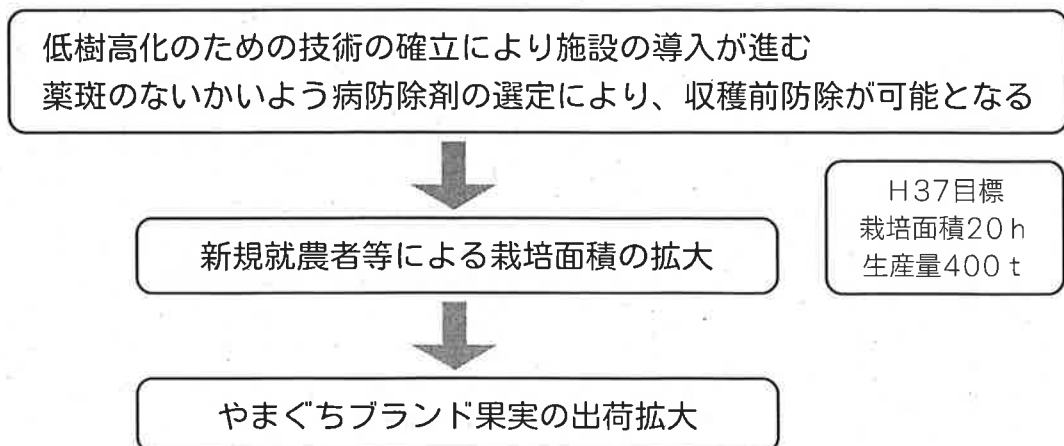 低樹高化のための技術の確立により施設の導入が進む
薬斑のないかいよう病防除剤の選定により、収穫前防除が可能となる
H37目標
栽培面積20h
生産量400t
新規就農者等による栽培面積の拡大
やまぐちブランド果実の出荷拡大